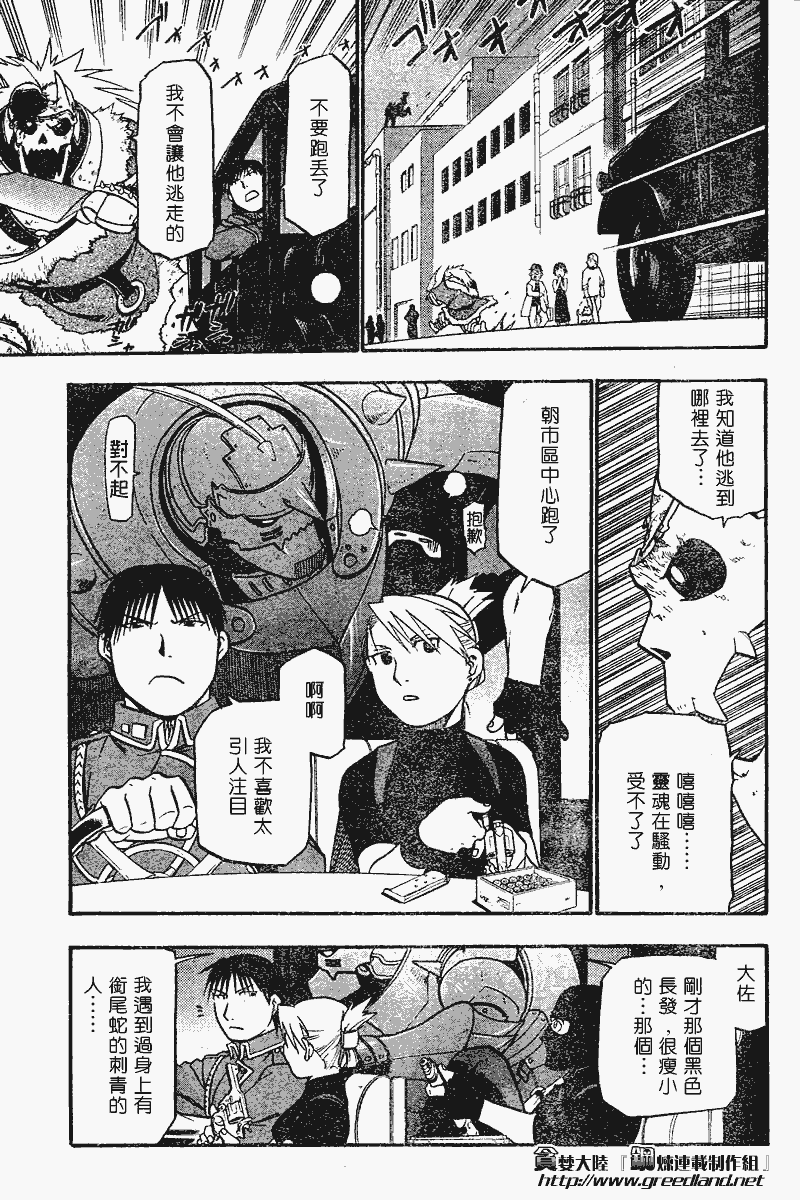 不要跑丟了
我不會讓他逃走的
我知道他逃到
哪裡去了…
嘻嘻嘻……
靈魂在騷動，
受不了了
朝市區中心跑了
抱歉
對不起
啊啊
我不喜歡太
引人注目
大佐
剛才那個黑色
長發，很瘦小
的…那個…
我遇到過身上有
銜尾蛇的刺青的
人……
貪婪大陸『鋼煉連載制作組』
http://www.greedland.net/